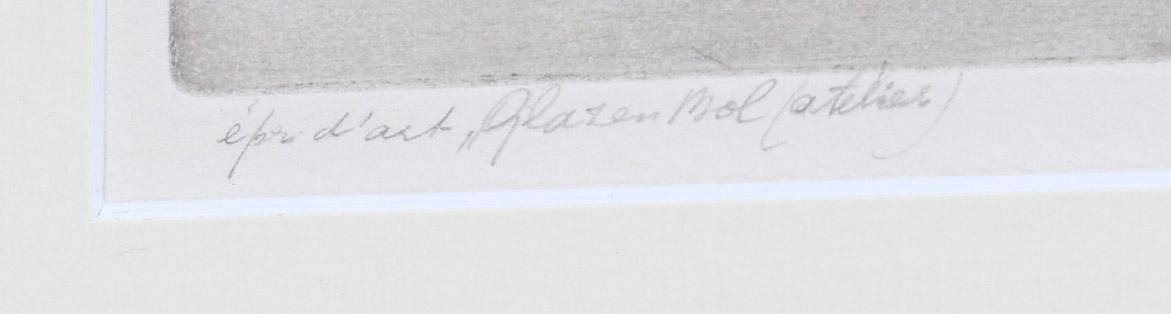 épr. d'art „Glazen Bol (atelier)